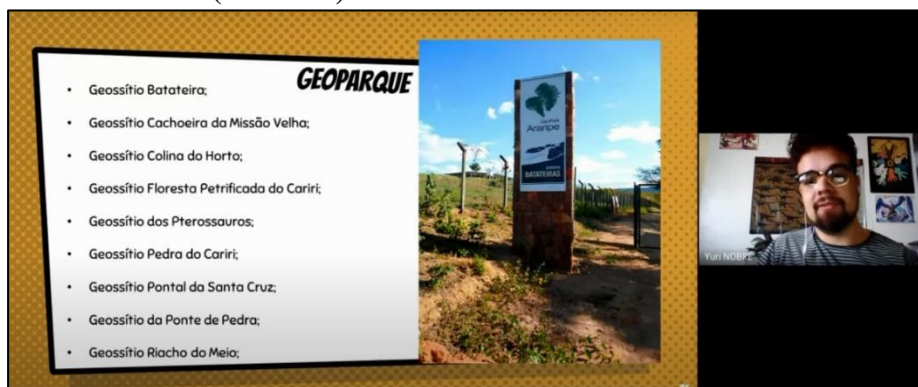 GEOPARQUE
• Geossítio Batateira;
• Geossítio Cachoeira da Missão Velha;
• Geossítio Colina do Horto;
• Geossítio Floresta Petrificada do Cariri;
• Geossítio dos Pterossauros;
• Geossítio Pedra do Cariri;
• Geossítio Pontal da Santa Cruz;
• Geossítio da Ponte de Pedra;
• Geossítio Riacho do Meio;
Araripe
BATATEIRAS
Yuri NOBRE